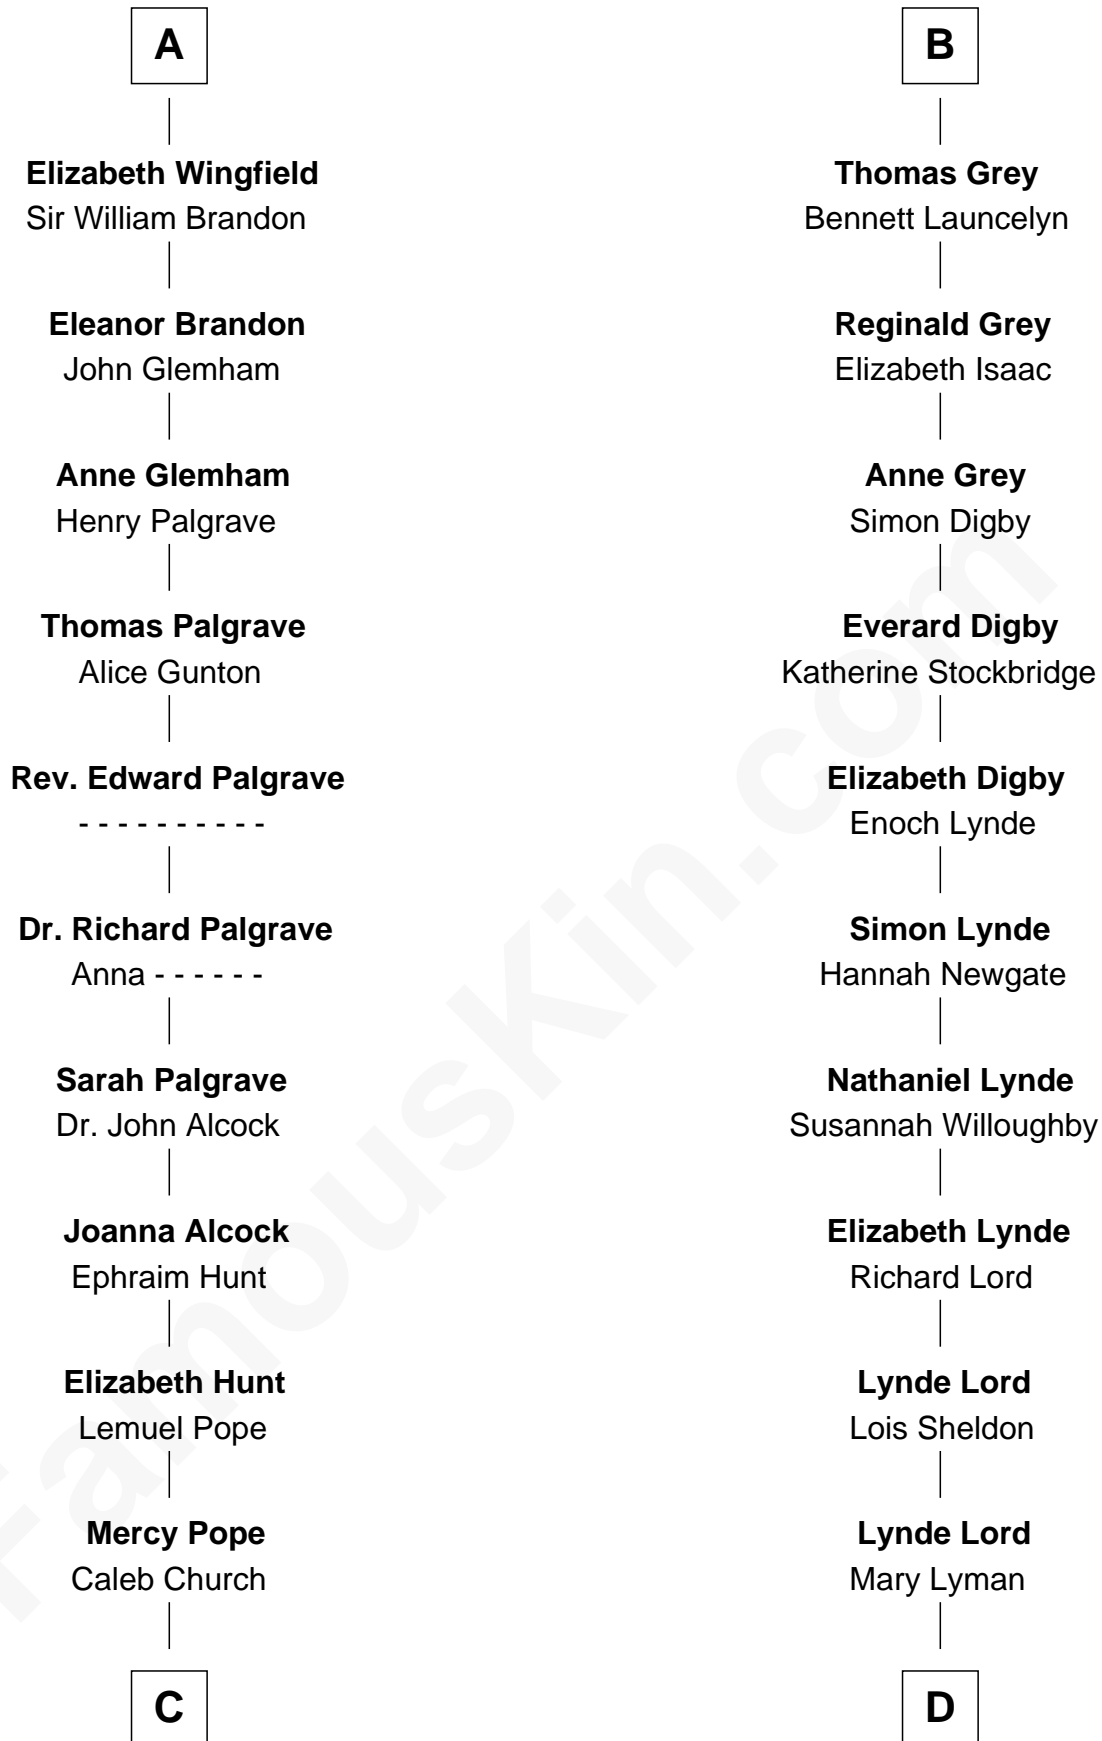 A
Elizabeth Wingfield
Sir William Brandon
Eleanor Brandon
John Glemham
Anne Glemham
Henry Palgrave
Thomas Palgrave
Alice Gunton
Rev. Edward Palgrave
- - - - - - - - - -
Dr. Richard Palgrave
Anna - - - - - -
Sarah Palgrave
Dr. John Alcock
Joanna Alcock
Ephraim Hunt
Elizabeth Hunt
Lemuel Pope
Mercy Pope
Caleb Church
C
B
Thomas Grey
Bennett Launcelyn
Reginald Grey
Elizabeth Isaac
Anne Grey
Simon Digby
Everard Digby
Katherine Stockbridge
Elizabeth Digby
Enoch Lynde
Simon Lynde
Hannah Newgate
Nathaniel Lynde
Susannah Willoughby
Elizabeth Lynde
Richard Lord
Lynde Lord
Lois Sheldon
Lynde Lord
Mary Lyman
D
FamousKin.com